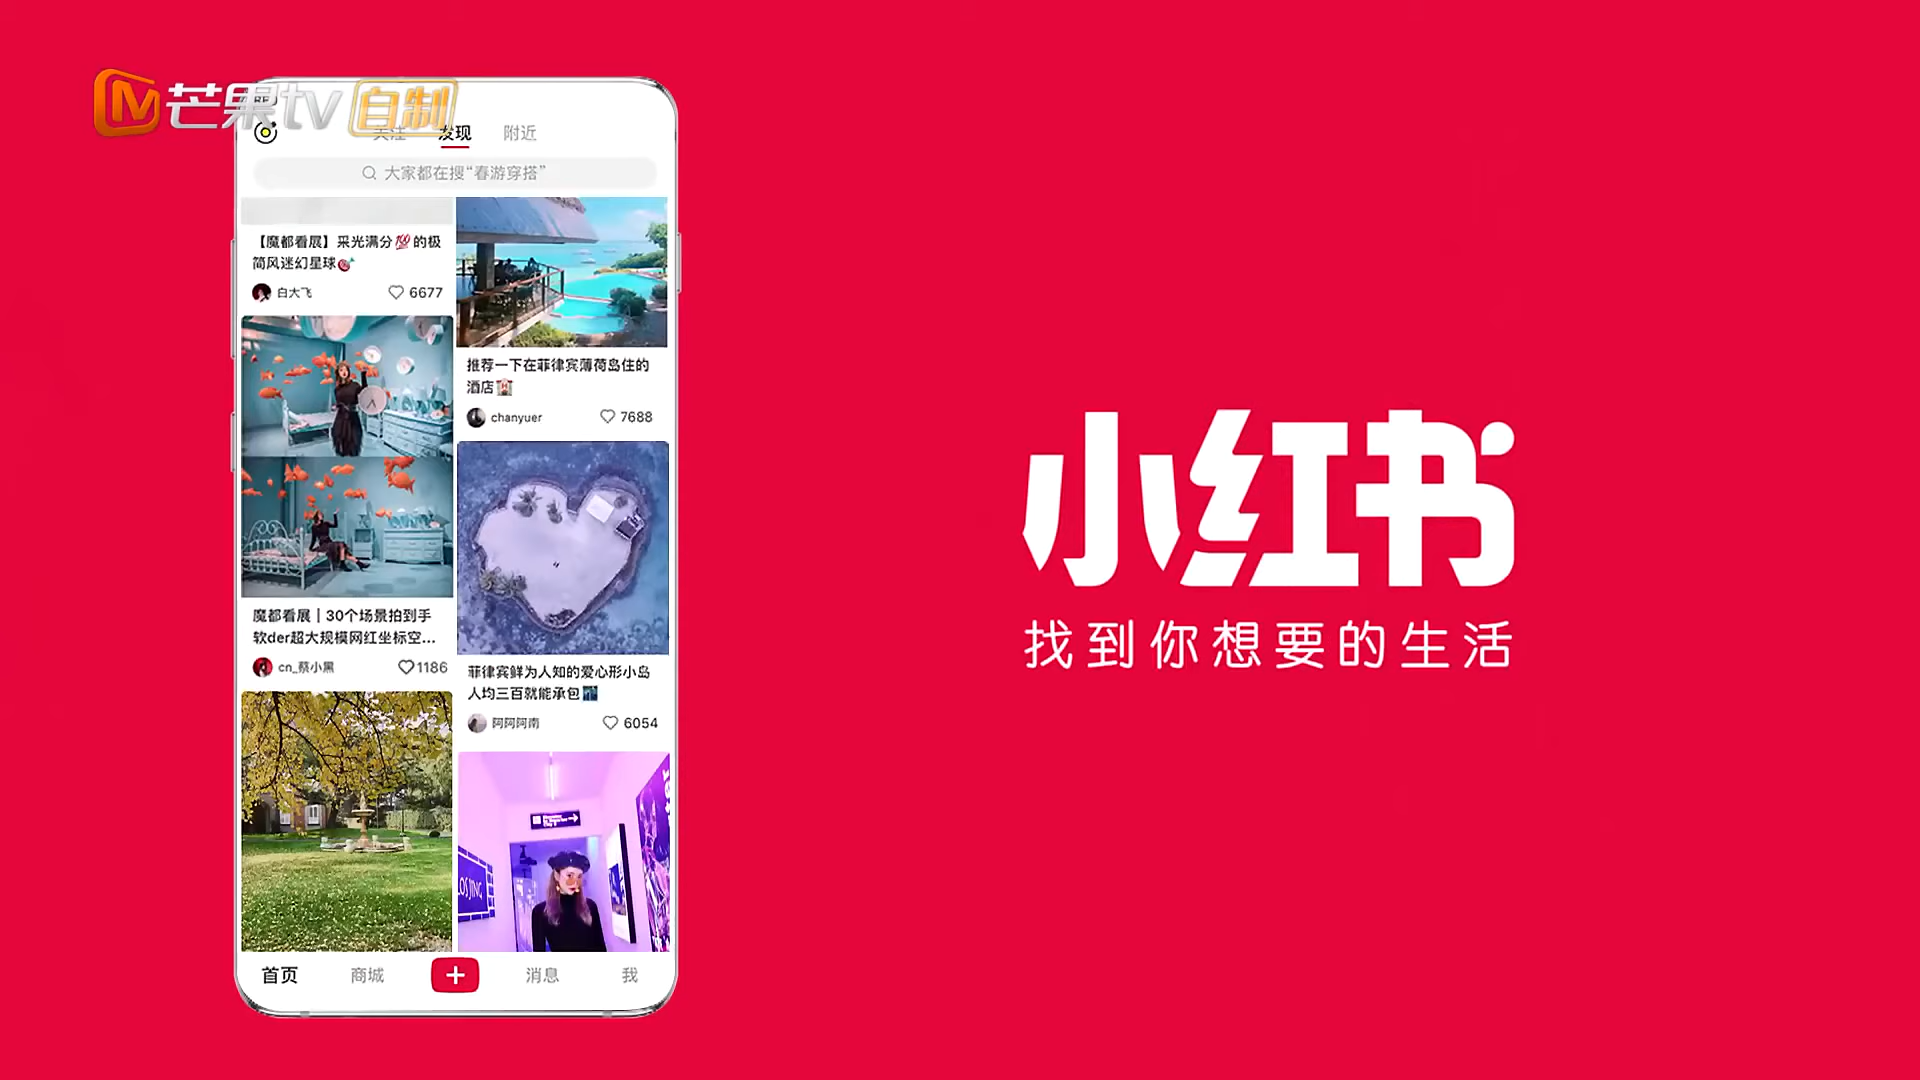 芒果tv 自制
关注 发现 附近
大家都在搜“春游穿搭”
【魔都看展】采光满分💯的极
简风迷幻星球🎯
白大飞 6677
魔都看展｜30个场景拍到手
软der超大规模网红坐标空...
cn_蔡小黑 1186
推荐一下在菲律宾薄荷岛住的
酒店🏩
chanyuer 7688
菲律宾鲜为人知的爱心形小岛
人均三百就能承包🌃
阿阿阿南 6054
首页 商城 + 消息 我
小红书
找到你想要的生活